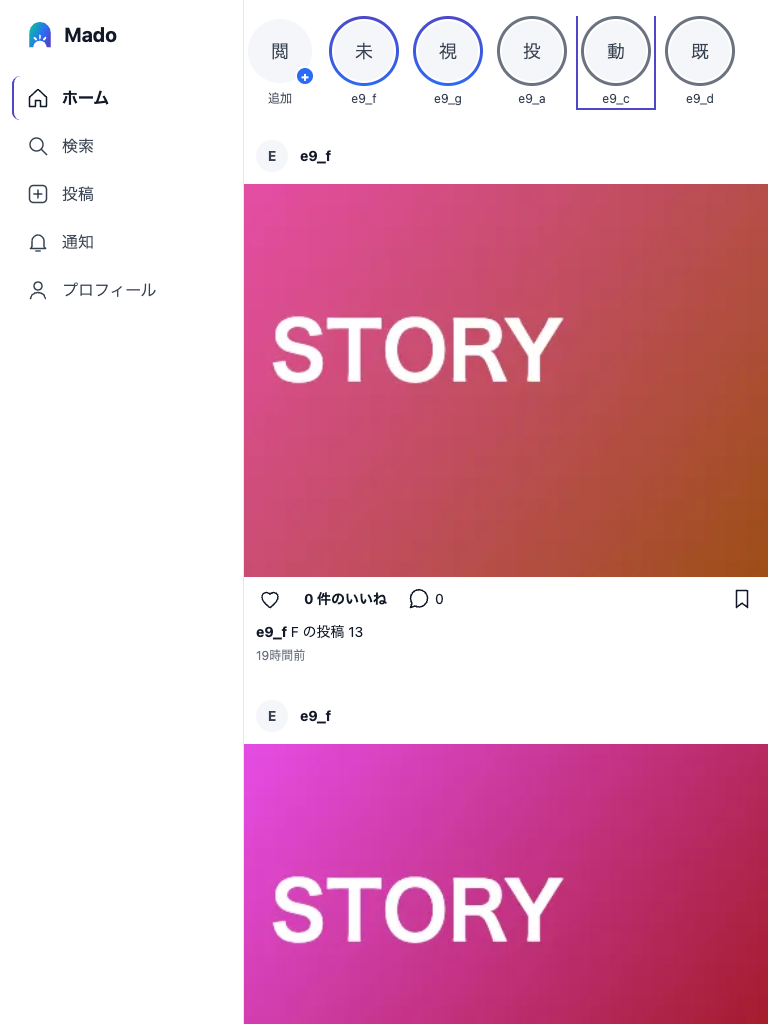 Mado
ホーム
検索
投稿
通知
プロフィール
閲 未 視 投 動 既
追加 e9_f e9_g e9_a e9_c e9_d
E e9_f
STORY
0 件のいいね 0
e9_f F の投稿 13
19時間前
E e9_f
STORY